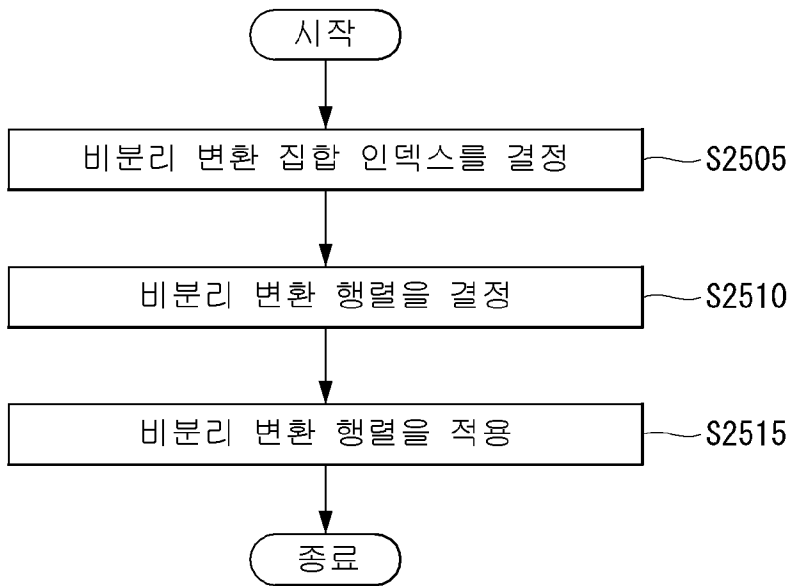 시작
비분리 변환 집합 인덱스를 결정
S2505
비분리 변환 행렬을 결정
S2510
비분리 변환 행렬을 적용
S2515
종료